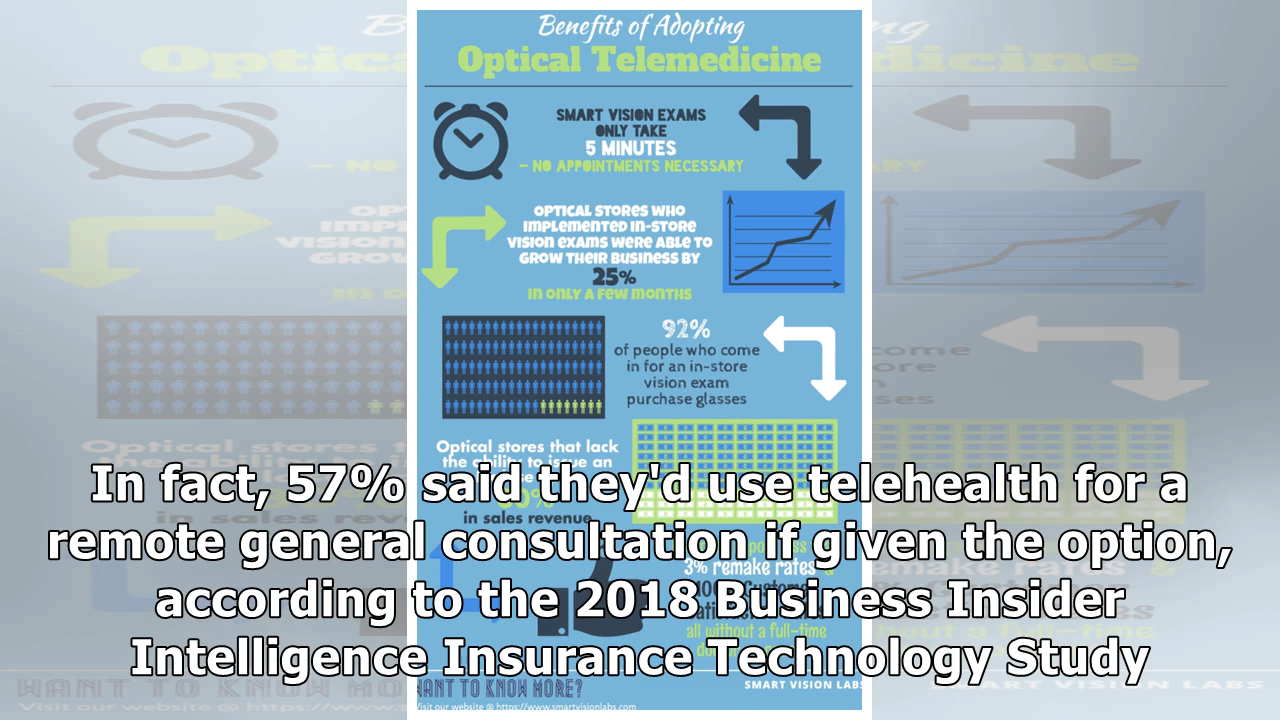 Benefits of Adopting
Optical Telemedicine
SMART VISION EXAMS
ONLY TAKE
5 MINUTES
– NO APPOINTMENTS NECESSARY
OPTICAL STORES WHO
IMPLEMENTED IN-STORE
VISION EXAMS WERE ABLE TO
GROW THEIR BUSINESS BY
25%
IN ONLY A FEW MONTHS
92%
of people who come
in for an in-store
vision exam
purchase glasses
Optical stores that lack
the ability to issue an
in sales revenue
3% remake rates &
all without a full-time
In fact, 57% said they'd use telehealth for a
remote general consultation if given the option,
according to the 2018 Business Insider
Intelligence Insurance Technology Study
WANT TO KNOW MORE?
SMART VISION LABS
Visit our website @ https://www.smartvisionlabs.com